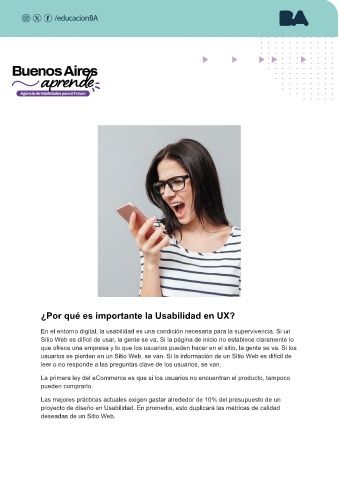 /educacionBA
BA
Buenos Aires
aprende
Agencia de Habilidades para el Futuro
¿Por qué es importante la Usabilidad en UX?
En el entorno digital, la usabilidad es una condición necesaria para la supervivencia. Si un
Sitio Web es difícil de usar, la gente se va. Si la página de inicio no establece claramente lo
que ofrece una empresa y lo que los usuarios pueden hacer en el sitio, la gente se va. Si los
usuarios se pierden en un Sitio Web, se van. Si la información de un Sitio Web es difícil de
leer o no responde a las preguntas clave de los usuarios, se van.
La primera ley del eCommerce es que si los usuarios no encuentran el producto, tampoco
pueden comprarlo.
Las mejores prácticas actuales exigen gastar alrededor de 10% del presupuesto de un
proyecto de diseño en Usabilidad. En promedio, esto duplicará las métricas de calidad
deseadas de un Sitio Web.